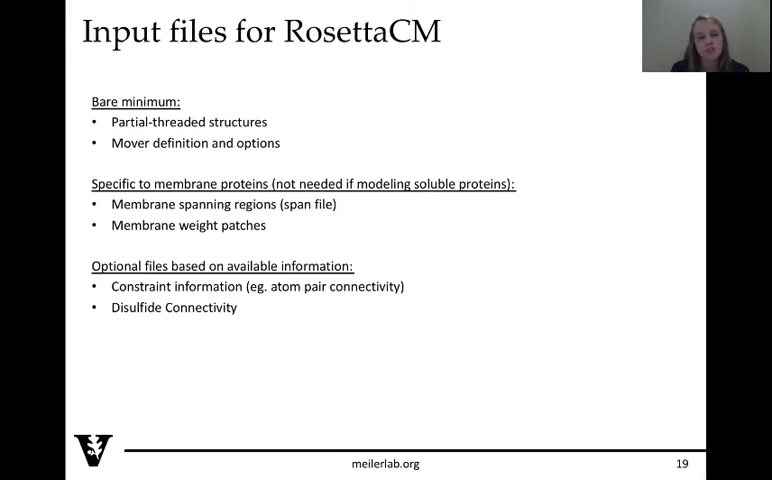 Input files for RosettaCM
Bare minimum:
• Partial-threaded structures
• Mover definition and options
Specific to membrane proteins (not needed if modeling soluble proteins):
• Membrane spanning regions (span file)
• Membrane weight patches
Optional files based on available information:
• Constraint information (eg. atom pair connectivity)
• Disulfide Connectivity
meilerlab.org
19